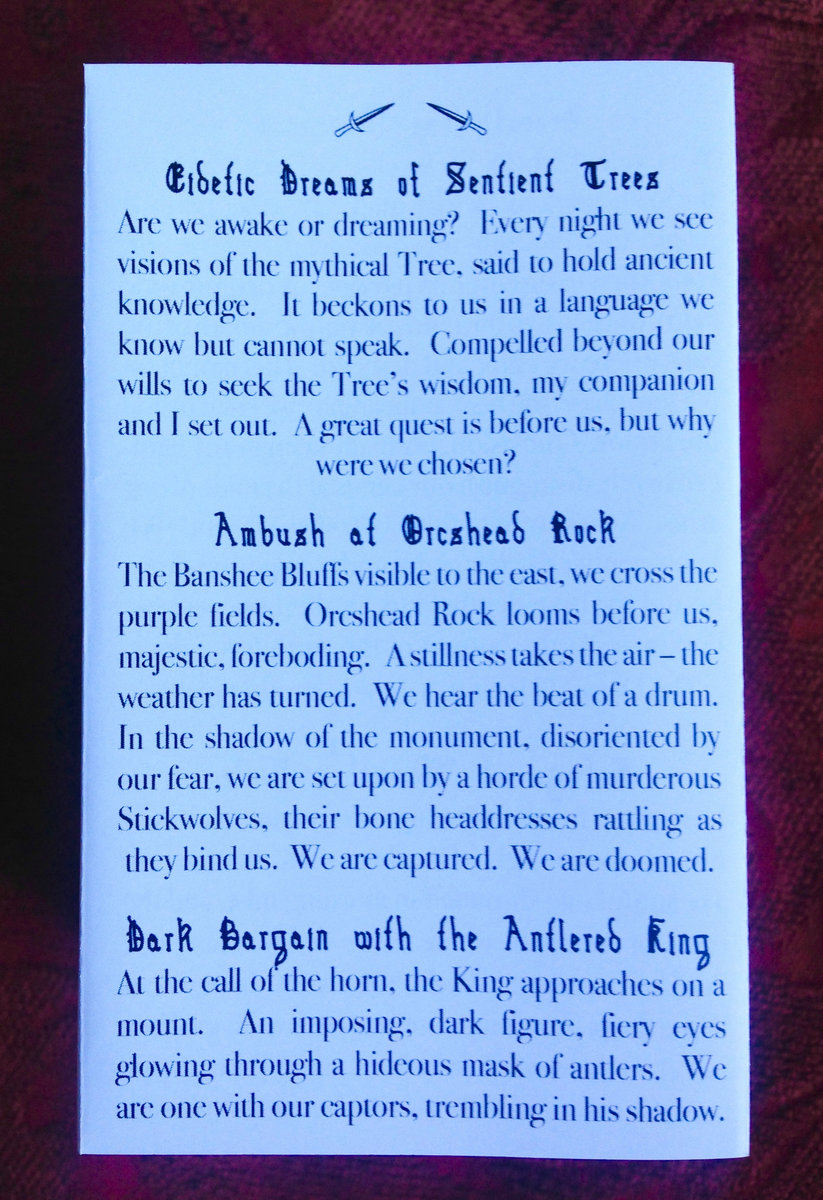 Eidetic Dreams of Sentient Trees
Are we awake or dreaming? Every night we see
visions of the mythical Tree, said to hold ancient
knowledge. It beckons to us in a language we
know but cannot speak. Compelled beyond our
wills to seek the Tree's wisdom, my companion
and I set out. A great quest is before us, but why
were we chosen?
Ambush at Orcshead Rock
The Banshee Bluffs visible to the east, we cross the
purple fields. Orcshead Rock looms before us,
majestic, foreboding. A stillness takes the air – the
weather has turned. We hear the beat of a drum.
In the shadow of the monument, disoriented by
our fear, we are set upon by a horde of murderous
Stickwolves, their bone headdresses rattling as
they bind us. We are captured. We are doomed.
Dark Bargain with the Antlered King
At the call of the horn, the King approaches on a
mount. An imposing, dark figure, fiery eyes
glowing through a hideous mask of antlers. We
are one with our captors, trembling in his shadow.